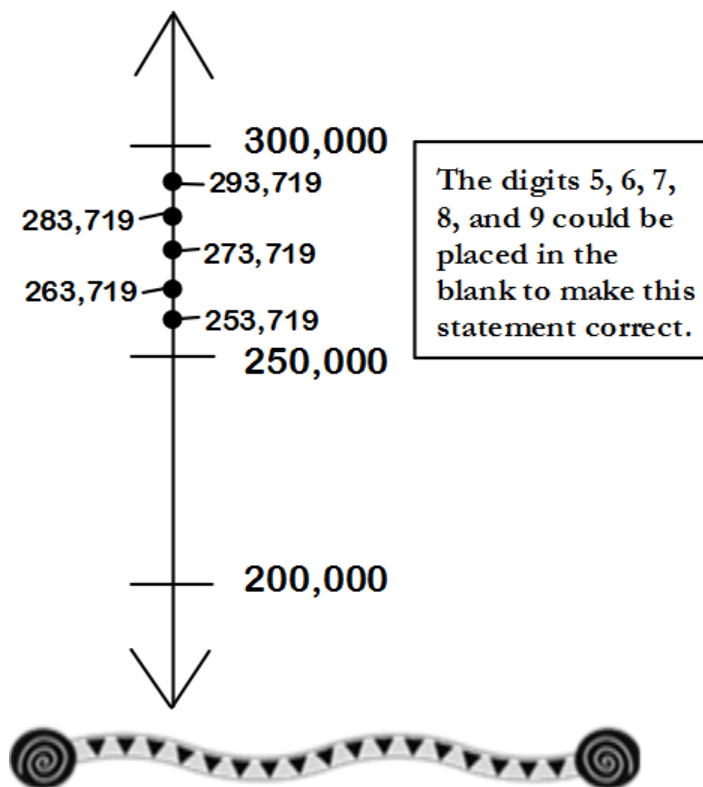 300,000
293,719
283,719
273,719
263,719
253,719
250,000
200,000
The digits 5, 6, 7,
8, and 9 could be
placed in the
blank to make this
statement correct.